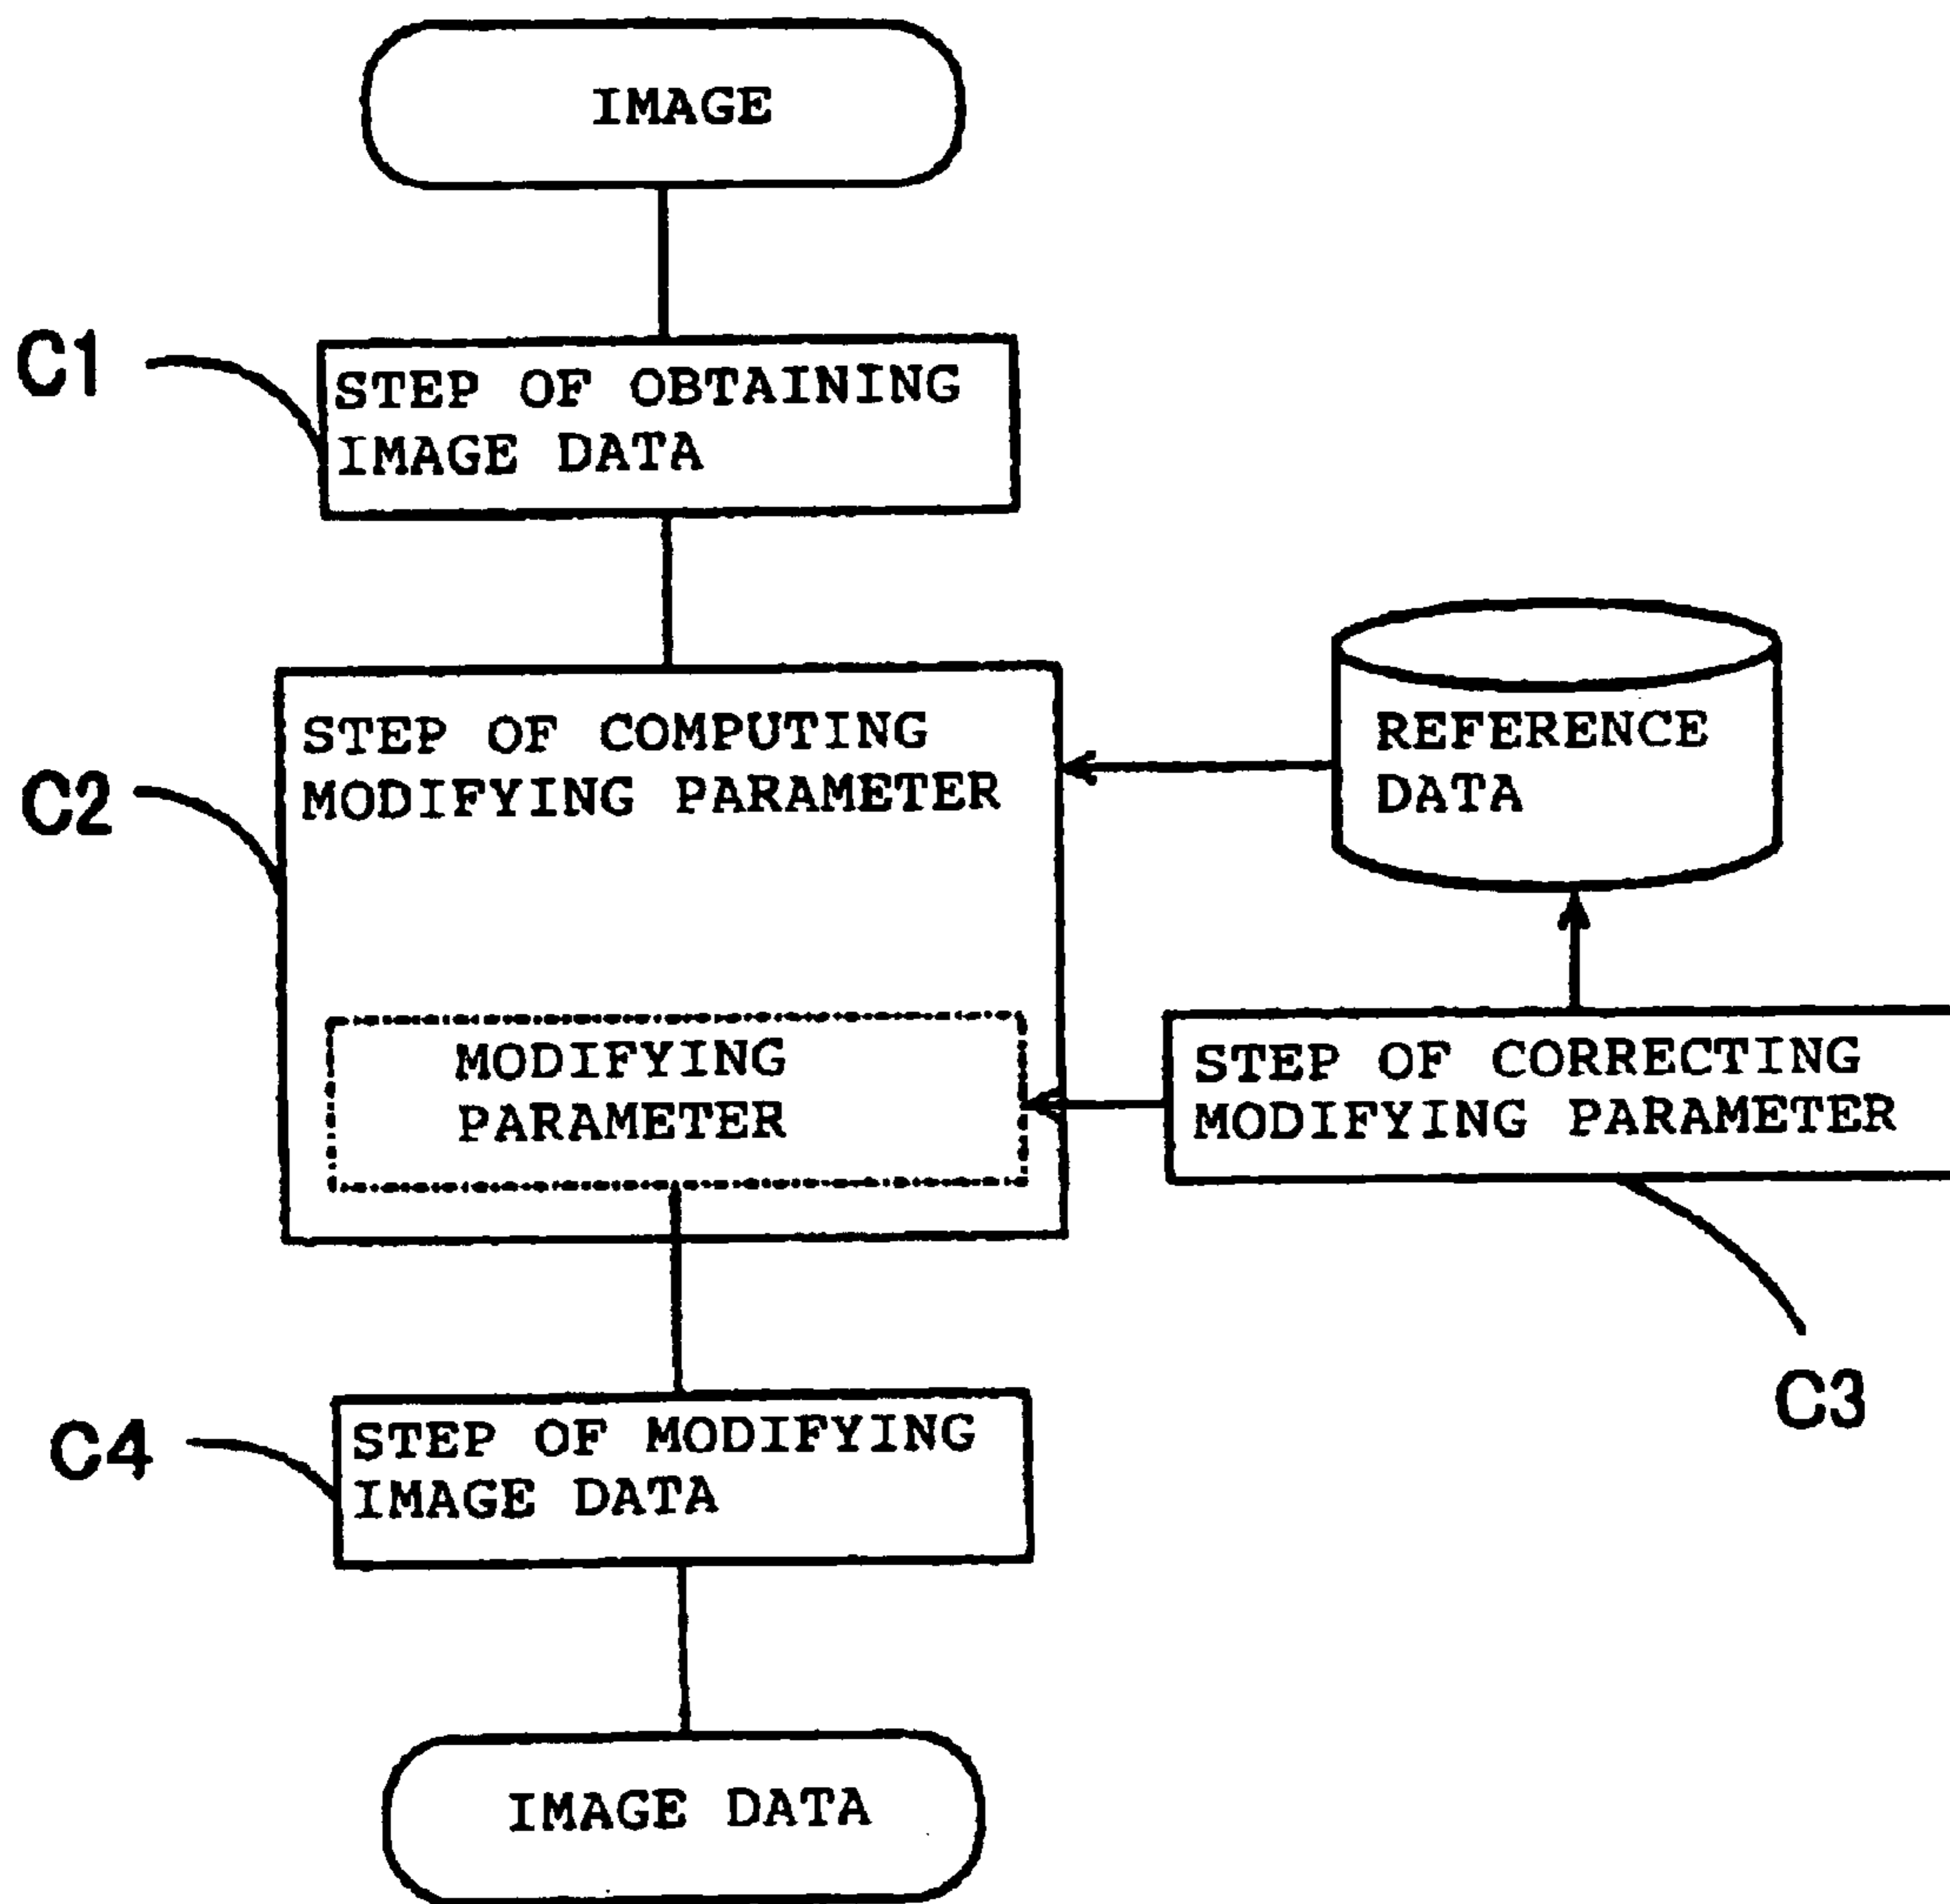 IMAGE
C1
STEP OF OBTAINING
IMAGE DATA
C2
STEP OF COMPUTING
MODIFYING PARAMETER
REFERENCE
DATA
MODIFYING
PARAMETER
STEP OF CORRECTING
MODIFYING PARAMETER
C3
C4
STEP OF MODIFYING
IMAGE DATA
IMAGE DATA